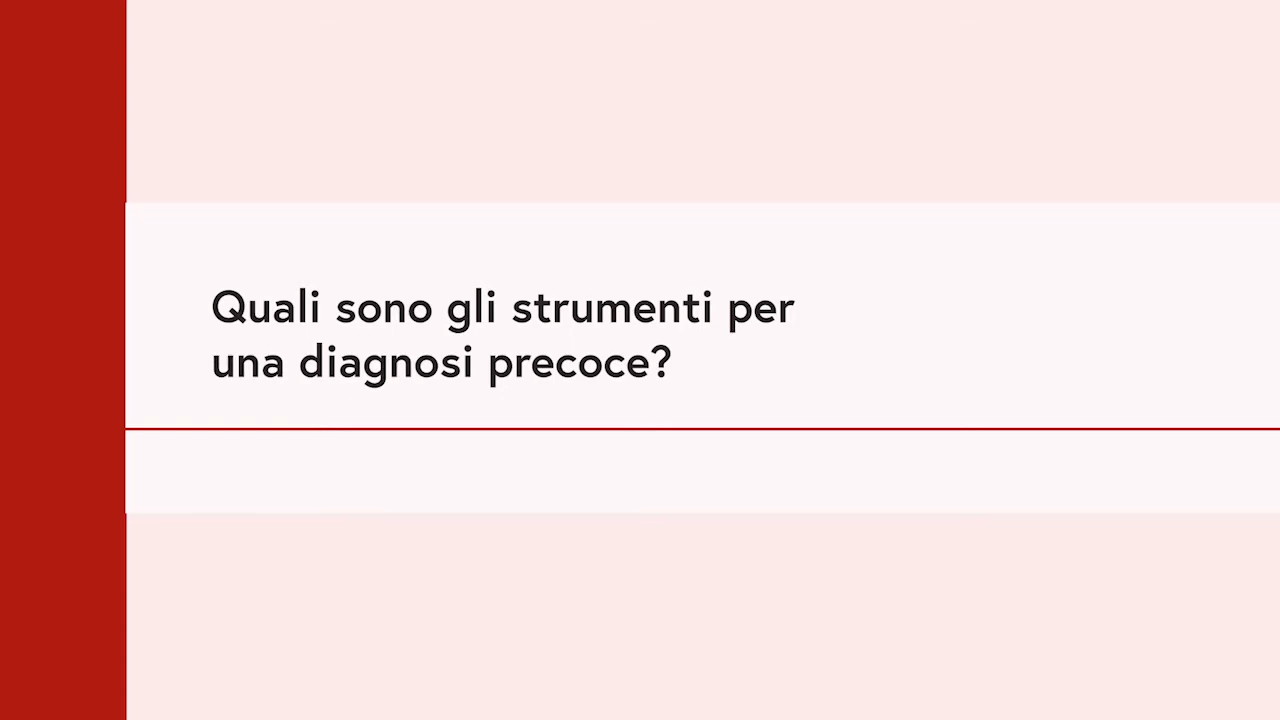 Quali sono gli strumenti per
una diagnosi precoce?